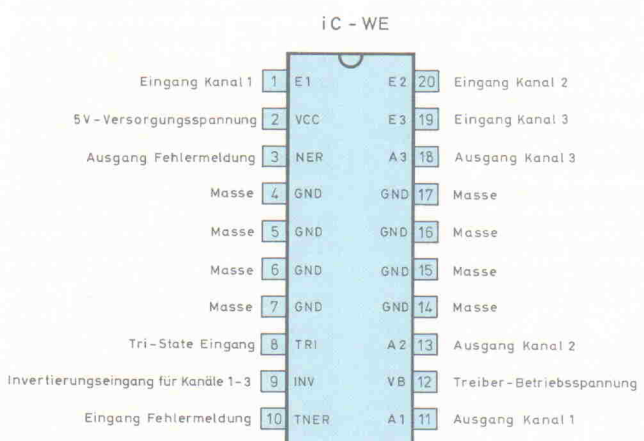 iC-WE
Eingang Kanal 1 1 E1 E2 20 Eingang Kanal 2
5V-Versorgungsspannung 2 VCC E3 19 Eingang Kanal 3
Ausgang Fehlermeldung 3 NER A3 18 Ausgang Kanal 3
Masse 4 GND GND 17 Masse
Masse 5 GND GND 16 Masse
Masse 6 GND GND 15 Masse
Masse 7 GND GND 14 Masse
Tri-State Eingang 8 TRI A2 13 Ausgang Kanal 2
Invertierungseingang für Kanäle 1-3 9 INV VB 12 Treiber-Betriebsspannung
Eingang Fehlermeldung 10 TNER A1 11 Ausgang Kanal 1